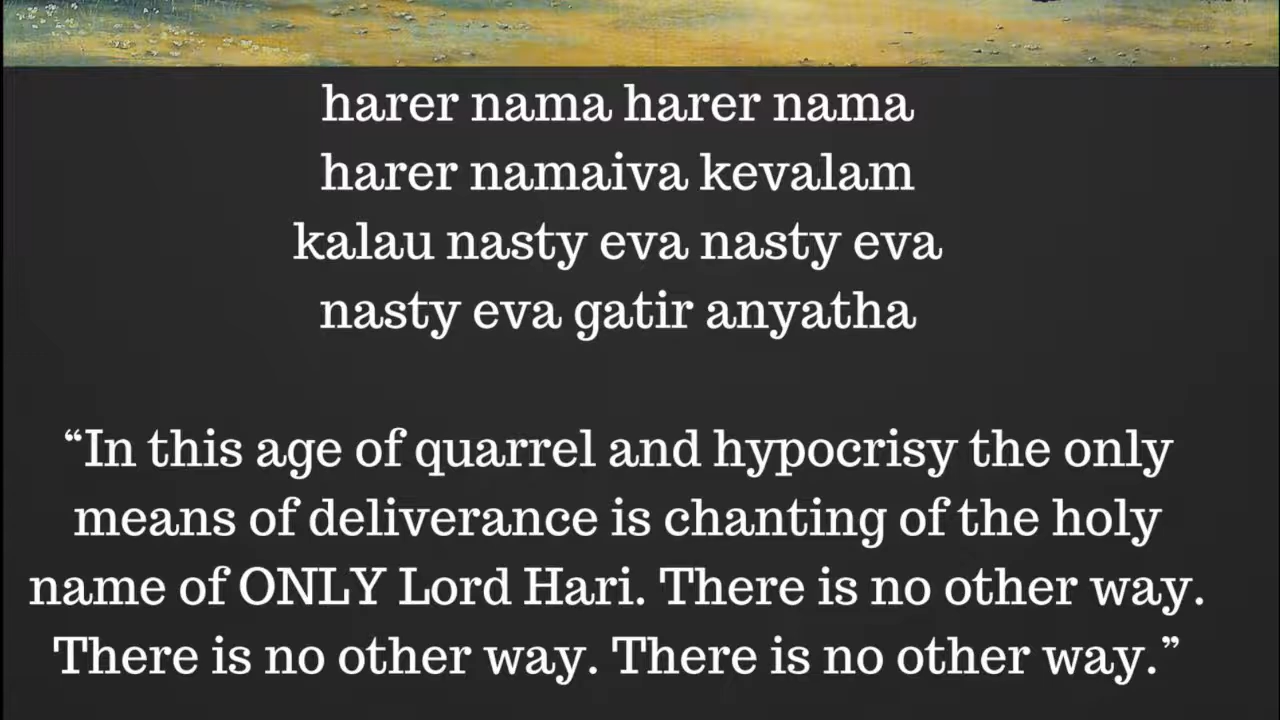 harer nama harer nama
harer namaiva kevalam
kalau nasty eva nasty eva
nasty eva gatir anyatha
“In this age of quarrel and hypocrisy the only
means of deliverance is chanting of the holy
name of ONLY Lord Hari. There is no other way.
There is no other way. There is no other way.”